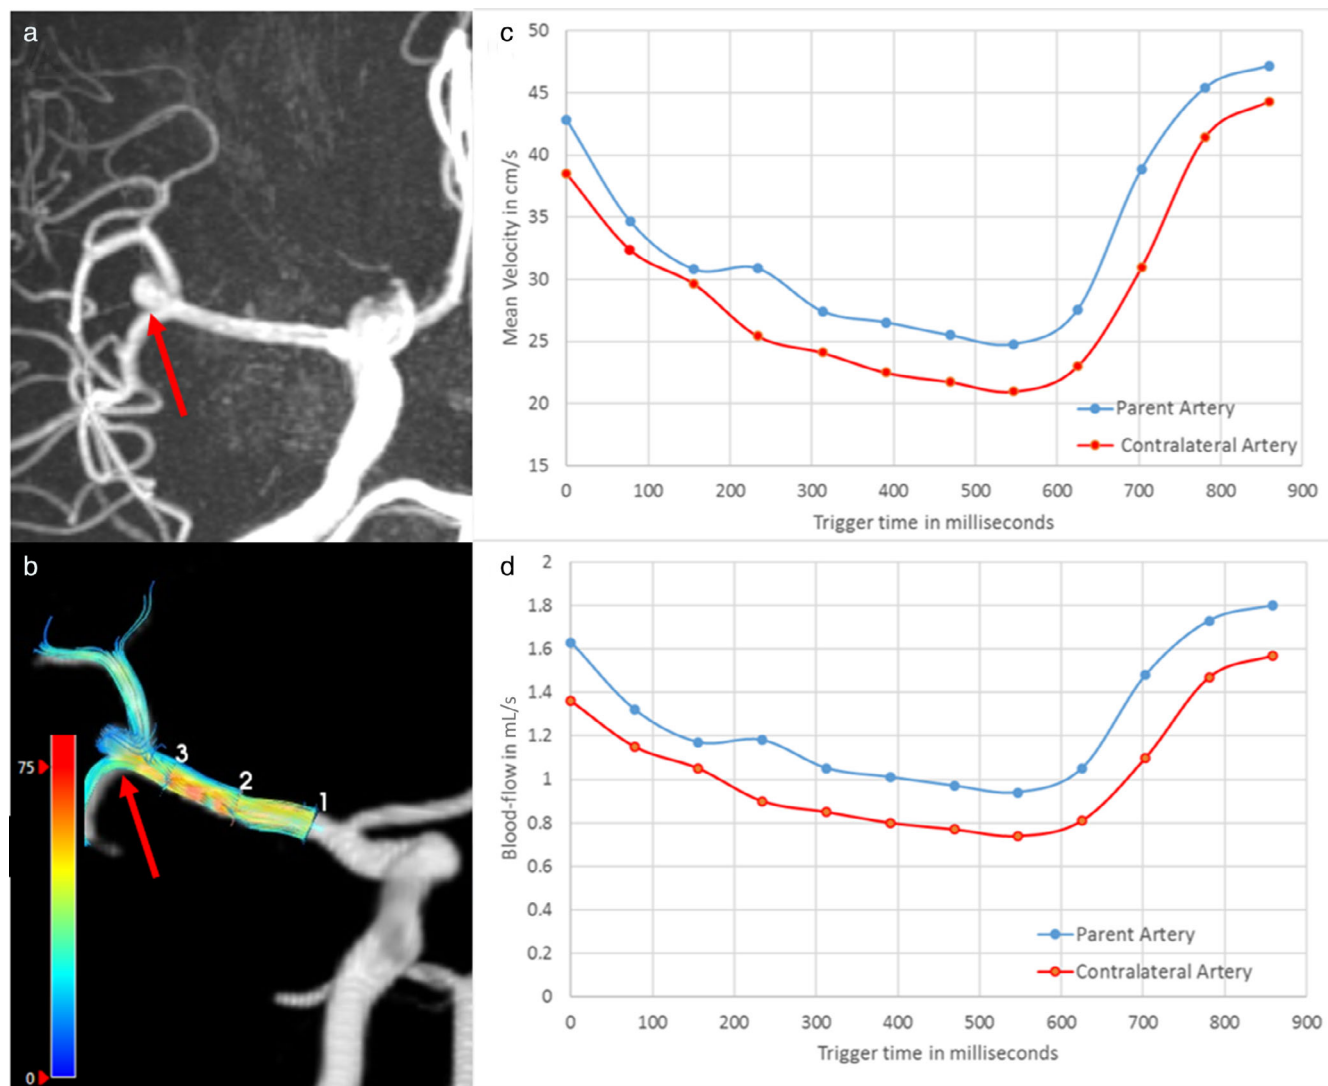 a
b
3
2
1
75
0
c
50
45
40
35
30
25
20
15
Mean Velocity in cm/s
0 100 200 300 400 500 600 700 800 900
Trigger time in milliseconds
Parent Artery
Contralateral Artery
d
2
1.8
1.6
1.4
1.2
1
0.8
0.6
0.4
0.2
0
Blood-flow in mL/s
0 100 200 300 400 500 600 700 800 900
Trigger time in milliseconds
Parent Artery
Contralateral Artery